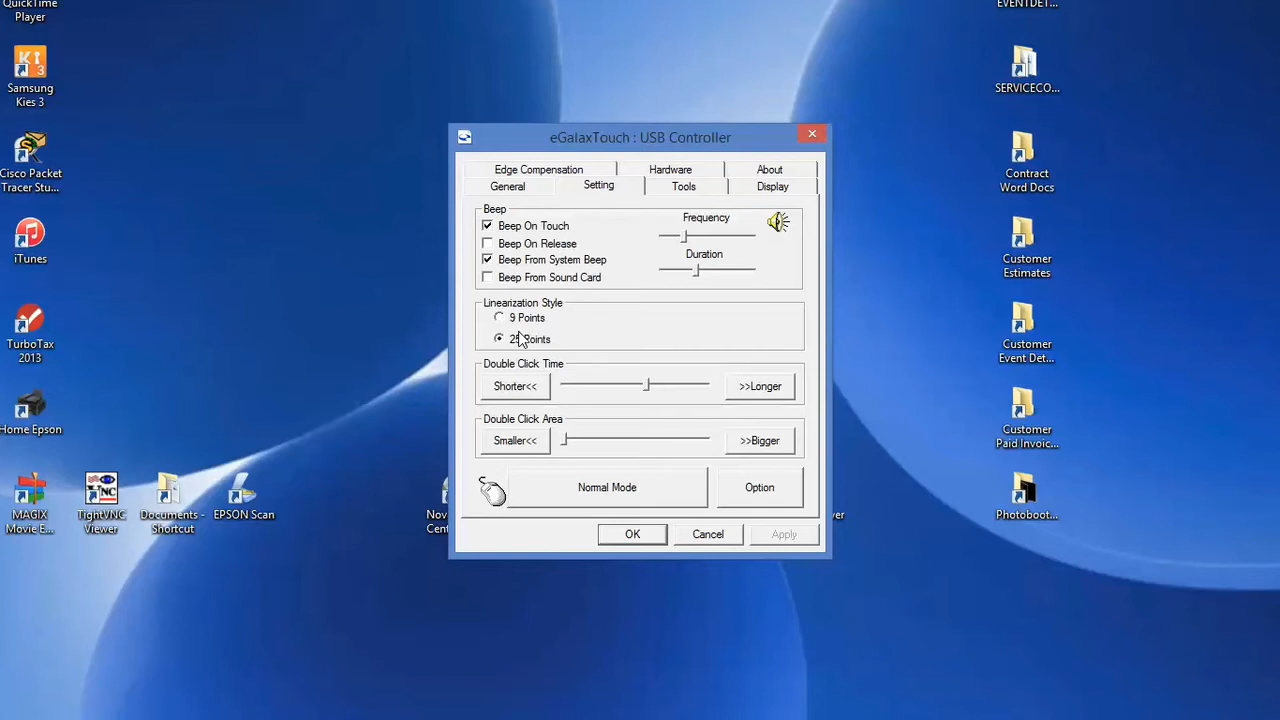 QuickTime
Player
Samsung
Kies 3
Cisco Packet
Tracer Stu...
iTunes
TurboTax
2013
Home Epson
MAGIX
Movie E...
TightVNC
Viewer
Documents -
Shortcut
EPSON Scan
eGalaxTouch : USB Controller
Edge Compensation
Hardware
About
General
Setting
Tools
Display
Beep
Beep On Touch
Beep On Release
Beep From System Beep
Beep From Sound Card
Frequency
Duration
Linearization Style
9 Points
25 Points
Double Click Time
Shorter<<
>>Longer
Double Click Area
Smaller<<
>>Bigger
Normal Mode
Option
OK
Cancel
Apply
EVENTDET...
SERVICECO...
Contract
Word Docs
Customer
Estimates
Customer
Event Det...
Customer
Paid Invoic...
Photoboot...